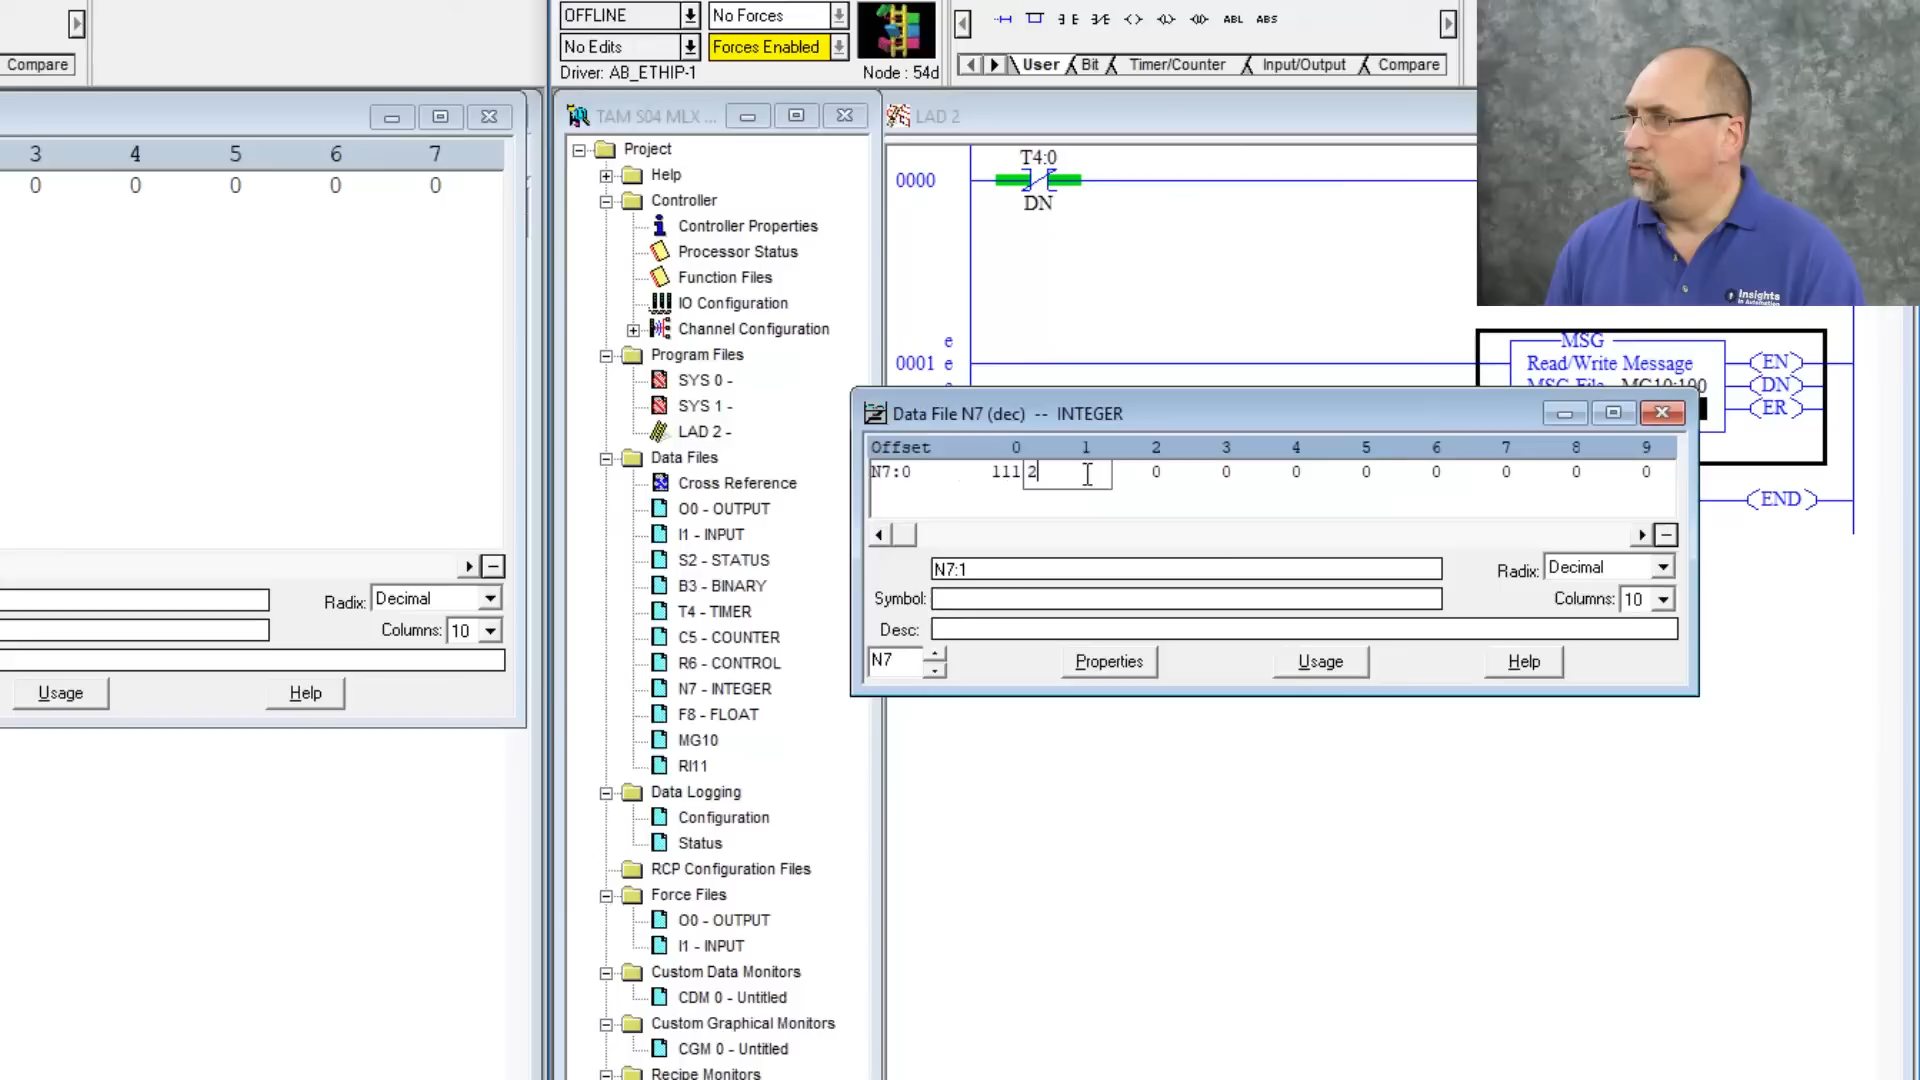 Compare
3 4 5 6 7
0 0 0 0 0
Radix: Decimal
Columns: 10
Usage Help
OFFLINE No Forces
No Edits Forces Enabled
Driver: AB_ETHIP-1 Node : 54d
ABL ABS
User Bit Timer/Counter Input/Output Compare
TAM S04 MLX ...
Project
Help
Controller
Controller Properties
Processor Status
Function Files
IO Configuration
Channel Configuration
Program Files
SYS 0 -
SYS 1 -
LAD 2 -
Data Files
Cross Reference
O0 - OUTPUT
I1 - INPUT
S2 - STATUS
B3 - BINARY
T4 - TIMER
C5 - COUNTER
R6 - CONTROL
N7 - INTEGER
F8 - FLOAT
MG10
RI11
Data Logging
Configuration
Status
RCP Configuration Files
Force Files
O0 - OUTPUT
I1 - INPUT
Custom Data Monitors
CDM 0 - Untitled
Custom Graphical Monitors
CGM 0 - Untitled
Recipe Monitors
LAD 2
T4:0
0000
DN
e
0001 e
e
MSG
Read/Write Message
MSG File MG10:100
EN
DN
ER
END
Data File N7 (dec) -- INTEGER
Offset 0 1 2 3 4 5 6 7 8 9
N7:0 111 2 0 0 0 0 0 0 0 0
N7:1
Radix: Decimal
Symbol:
Columns: 10
Desc:
N7 Properties Usage Help
Insights
in Automation